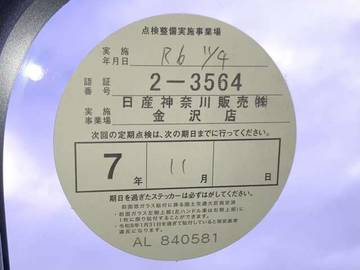 点検整備実施事業場
実施年月日 R6 11/4
認証番号 2-3564
実施事業場 日産神奈川販売㈱
金沢店
次回の定期点検は、次の期日までに行ってください。
7年 11月 日
期日を過ぎたステッカーは必ずはがしてください。
AL 840581